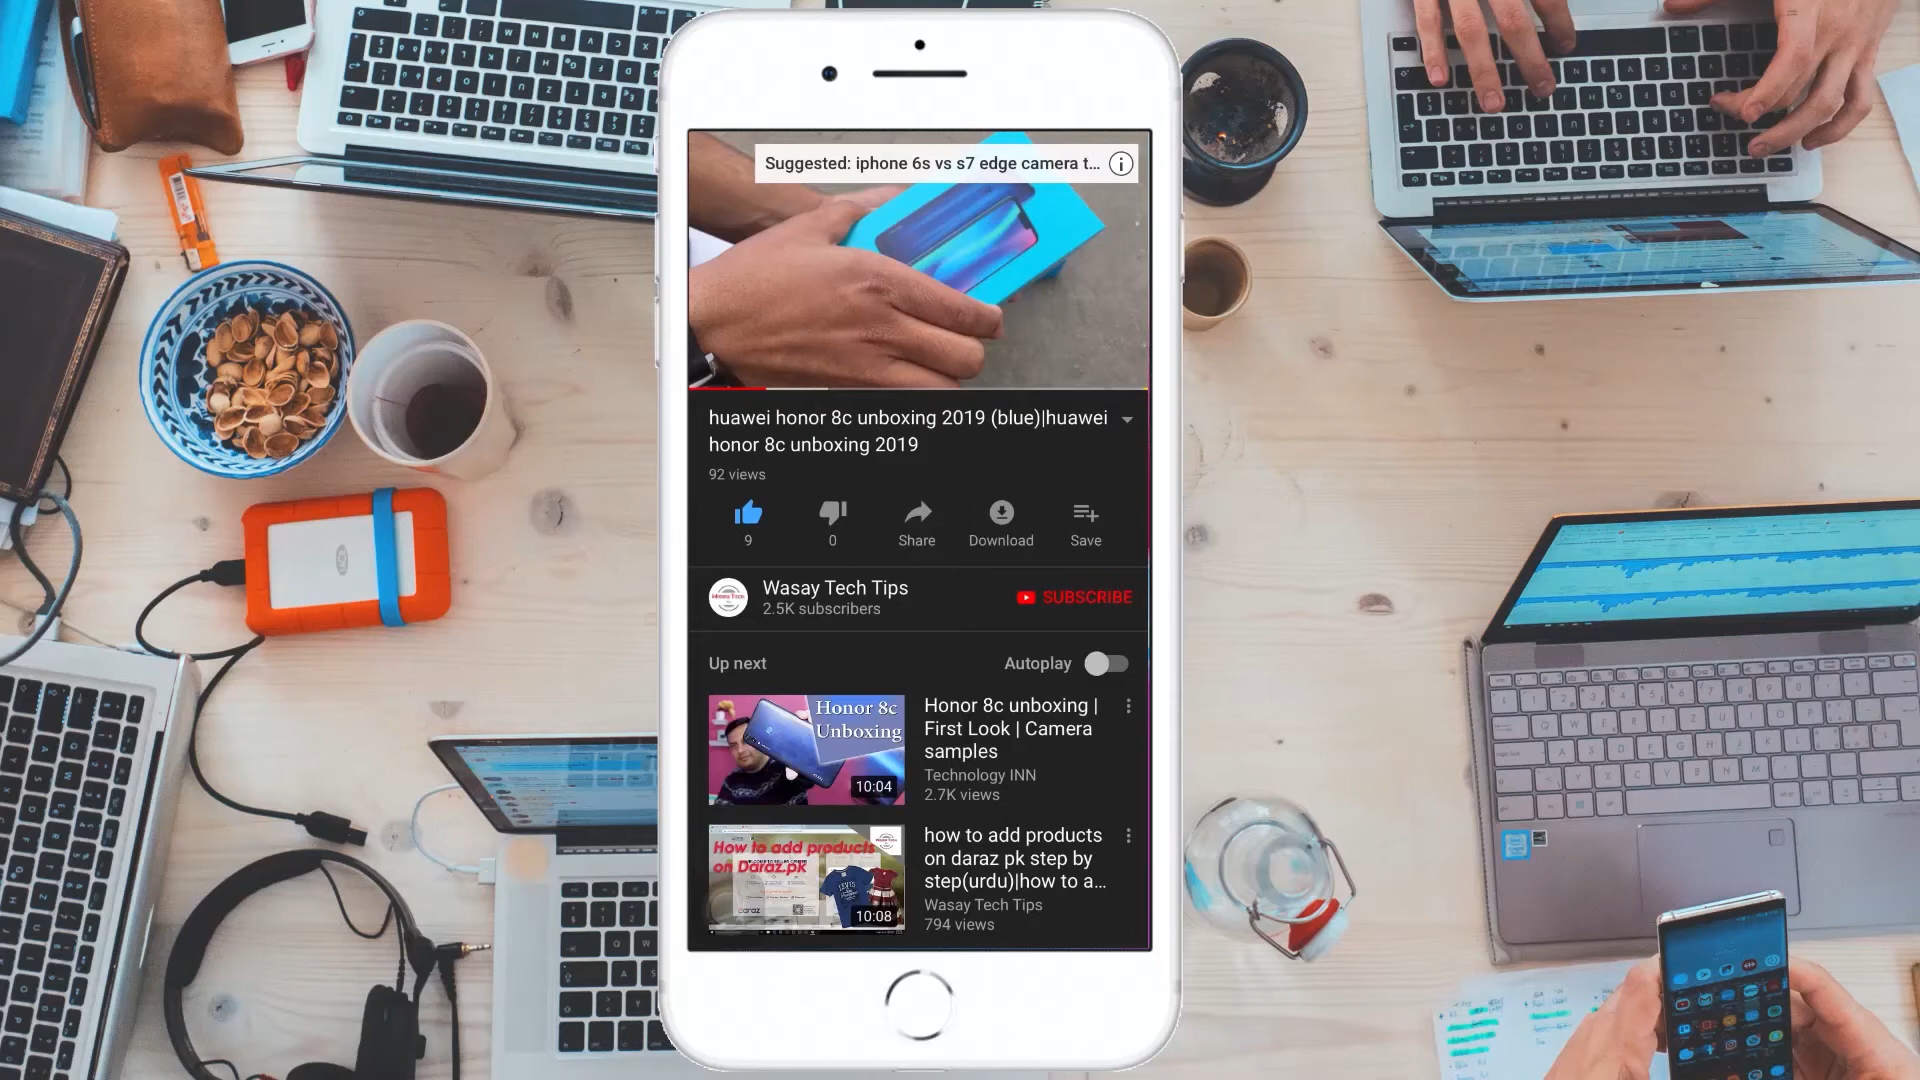 Suggested: iphone 6s vs s7 edge camera t...
huawei honor 8c unboxing 2019 (blue)|huawei
honor 8c unboxing 2019
92 views
9
0
Share
Download
Save
Wasay Tech Tips
2.5K subscribers
SUBSCRIBE
Up next
Autoplay
Honor 8c
Unboxing
10:04
Honor 8c unboxing |
First Look | Camera
samples
Technology INN
2.7K views
How to add products
on Daraz.pk
daraz
10:08
how to add products
on daraz pk step by
step(urdu)|how to a...
Wasay Tech Tips
794 views